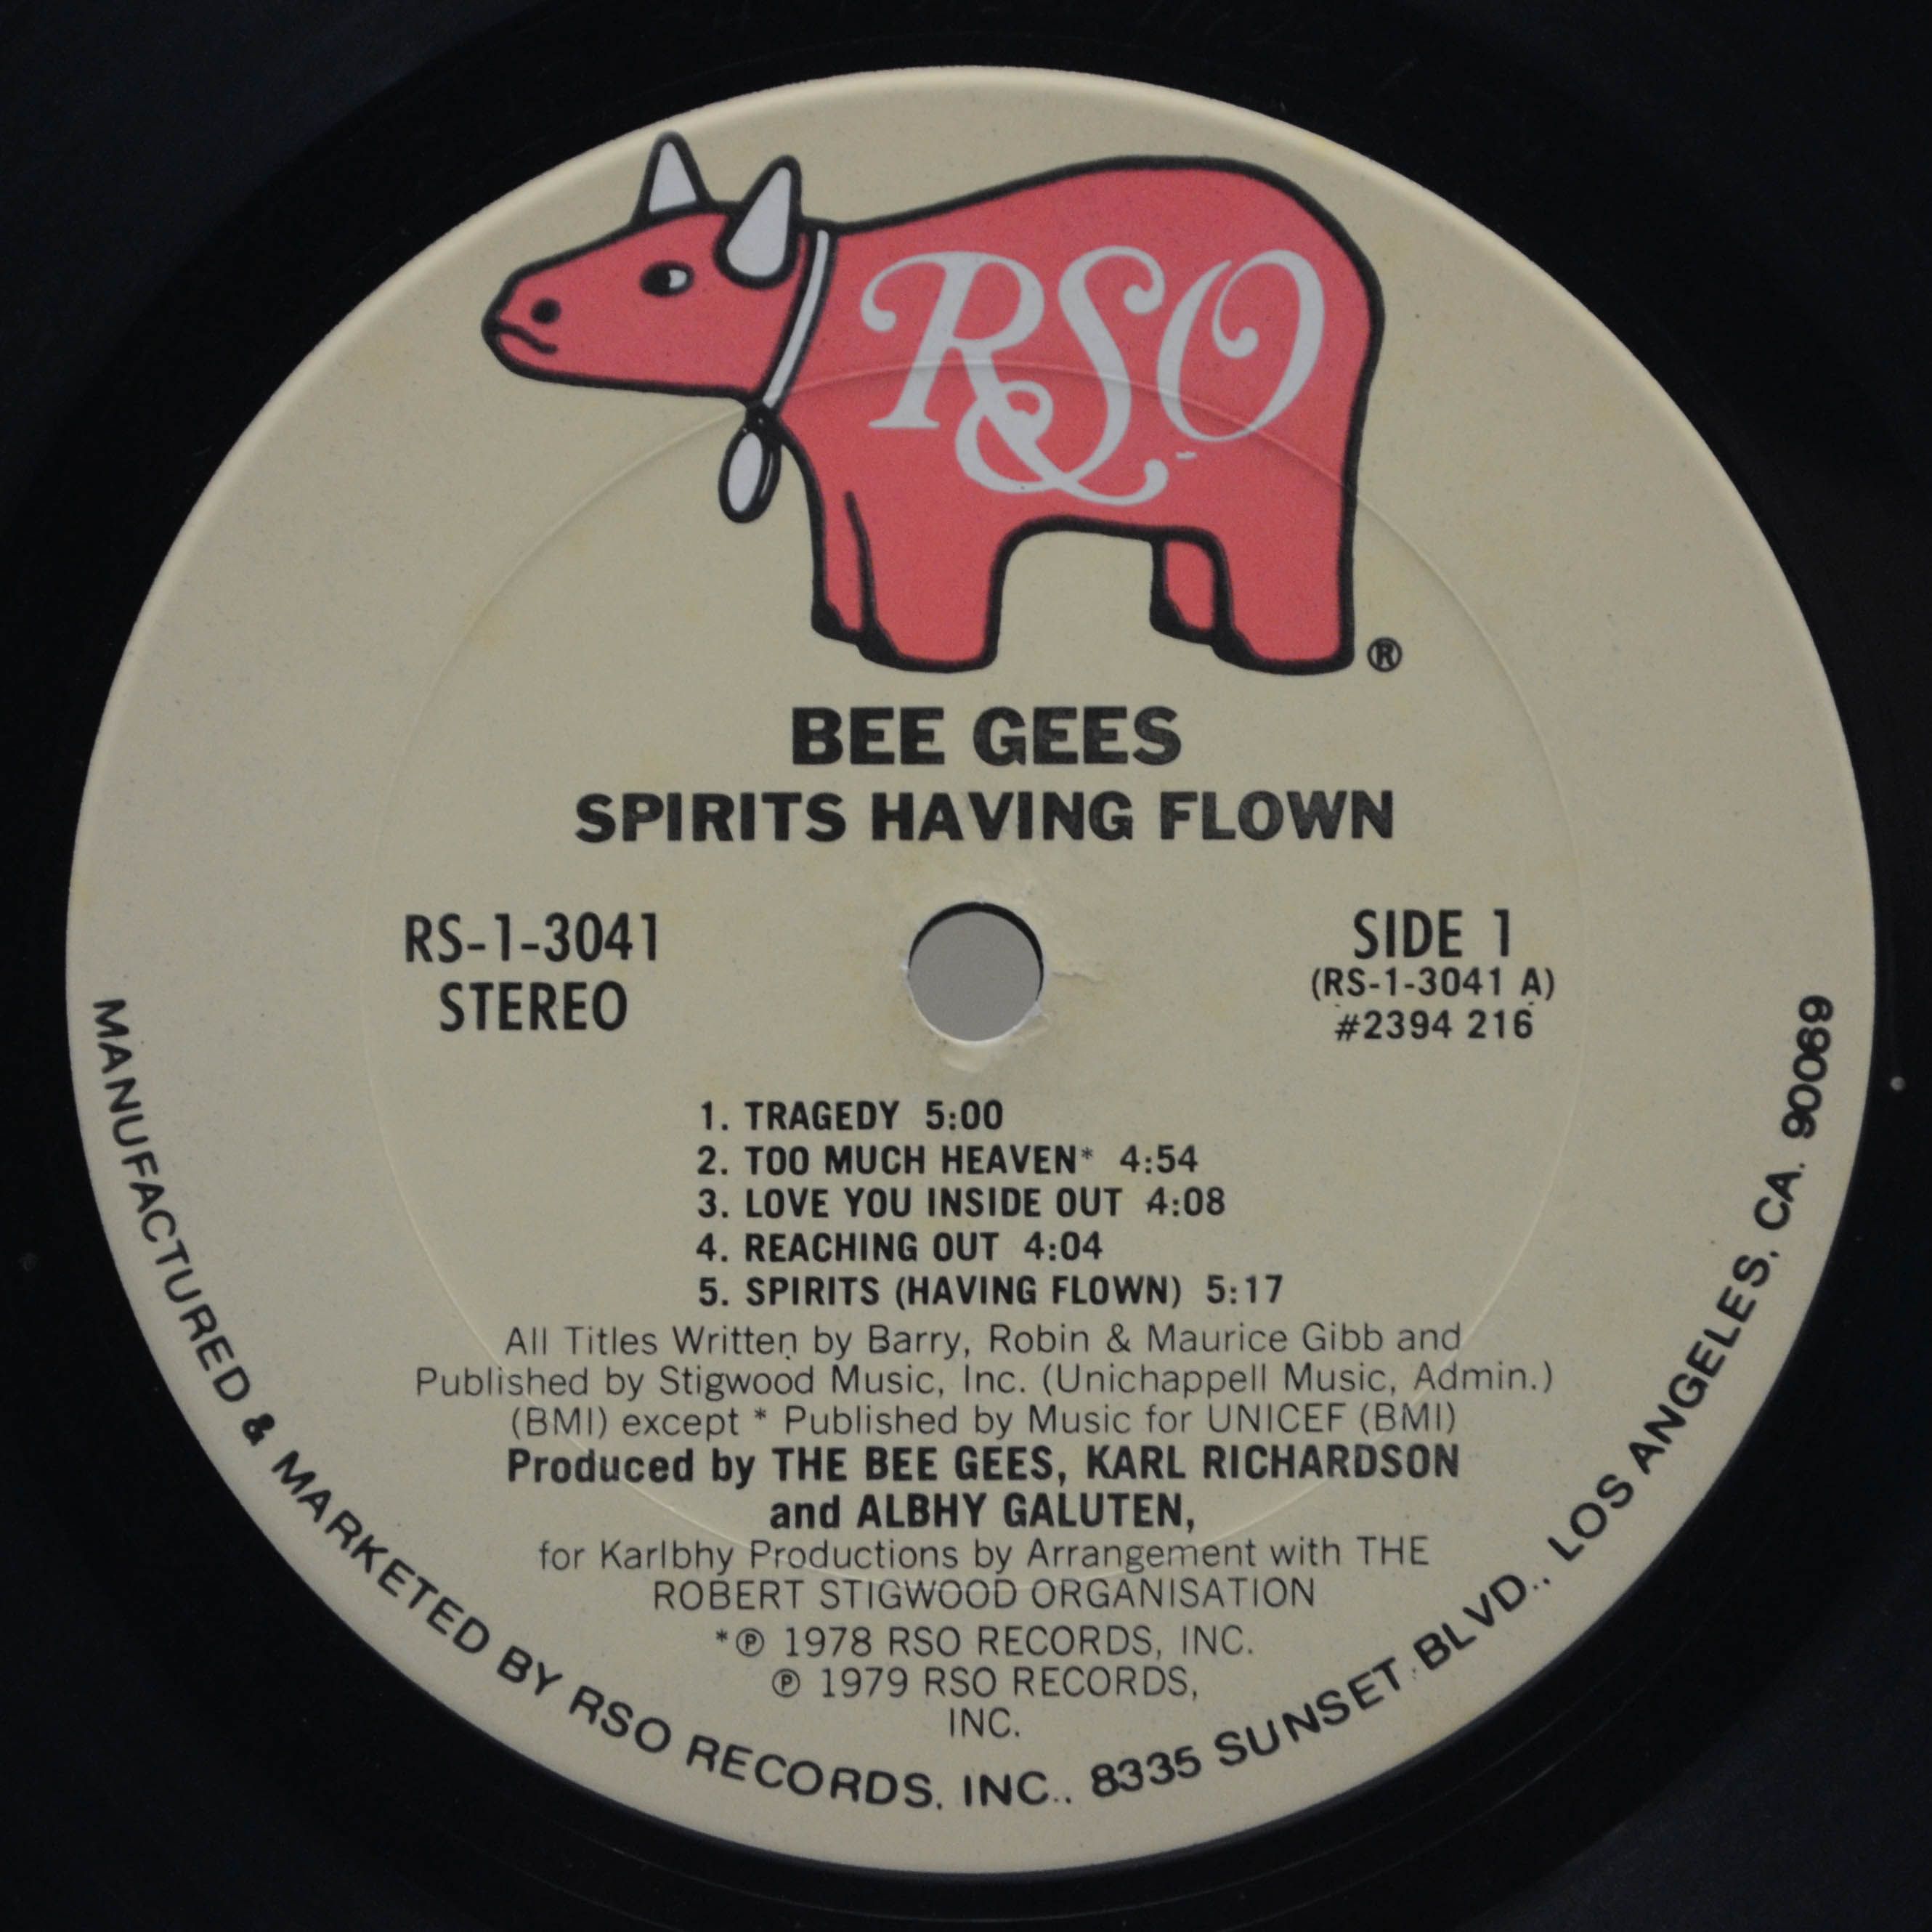 RSO
®
BEE GEES
SPIRITS HAVING FLOWN
RS-1-3041
STEREO
SIDE 1
(RS-1-3041 A)
#2394 216
1. TRAGEDY 5:00
2. TOO MUCH HEAVEN* 4:54
3. LOVE YOU INSIDE OUT 4:08
4. REACHING OUT 4:04
5. SPIRITS (HAVING FLOWN) 5:17
All Titles Written by Barry, Robin & Maurice Gibb and
Published by Stigwood Music, Inc. (Unichappell Music, Admin.)
(BMI) except * Published by Music for UNICEF (BMI)
Produced by THE BEE GEES, KARL RICHARDSON
and ALBHY GALUTEN,
for Karlbhy Productions by Arrangement with THE
ROBERT STIGWOOD ORGANISATION
*℗ 1978 RSO RECORDS, INC.
℗ 1979 RSO RECORDS,
INC.
MANUFACTURED & MARKETED BY RSO RECORDS, INC., 8335 SUNSET BLVD., LOS ANGELES, CA. 90069